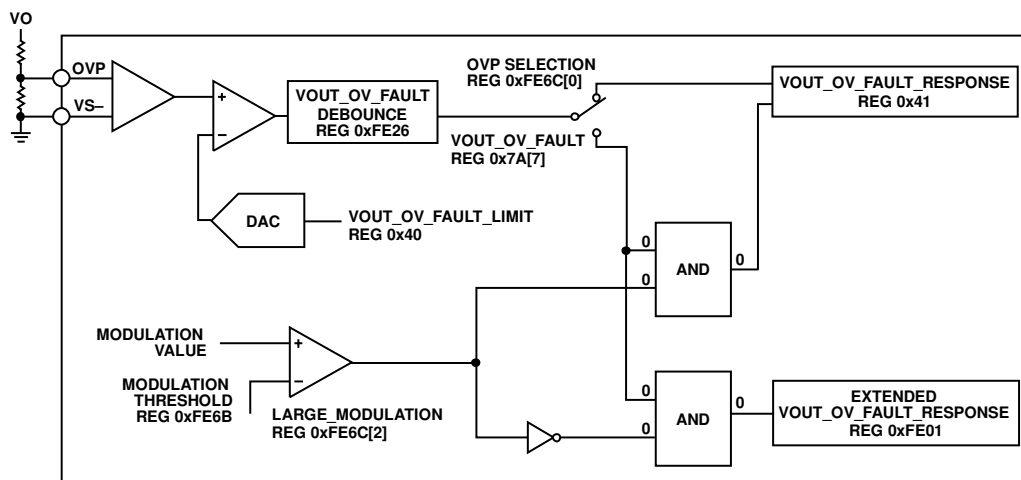 VO
OVP
VS–
+
–
VOUT_OV_FAULT
DEBOUNCE
REG 0xFE26
OVP SELECTION
REG 0xFE6C[0]
VOUT_OV_FAULT
REG 0x7A[7]
VOUT_OV_FAULT_RESPONSE
REG 0x41
DAC
VOUT_OV_FAULT_LIMIT
REG 0x40
0
0
AND
0
MODULATION
VALUE
+
–
MODULATION
THRESHOLD
REG 0xFE6B
LARGE_MODULATION
REG 0xFE6C[2]
0
0
AND
0
EXTENDED
VOUT_OV_FAULT_RESPONSE
REG 0xFE01